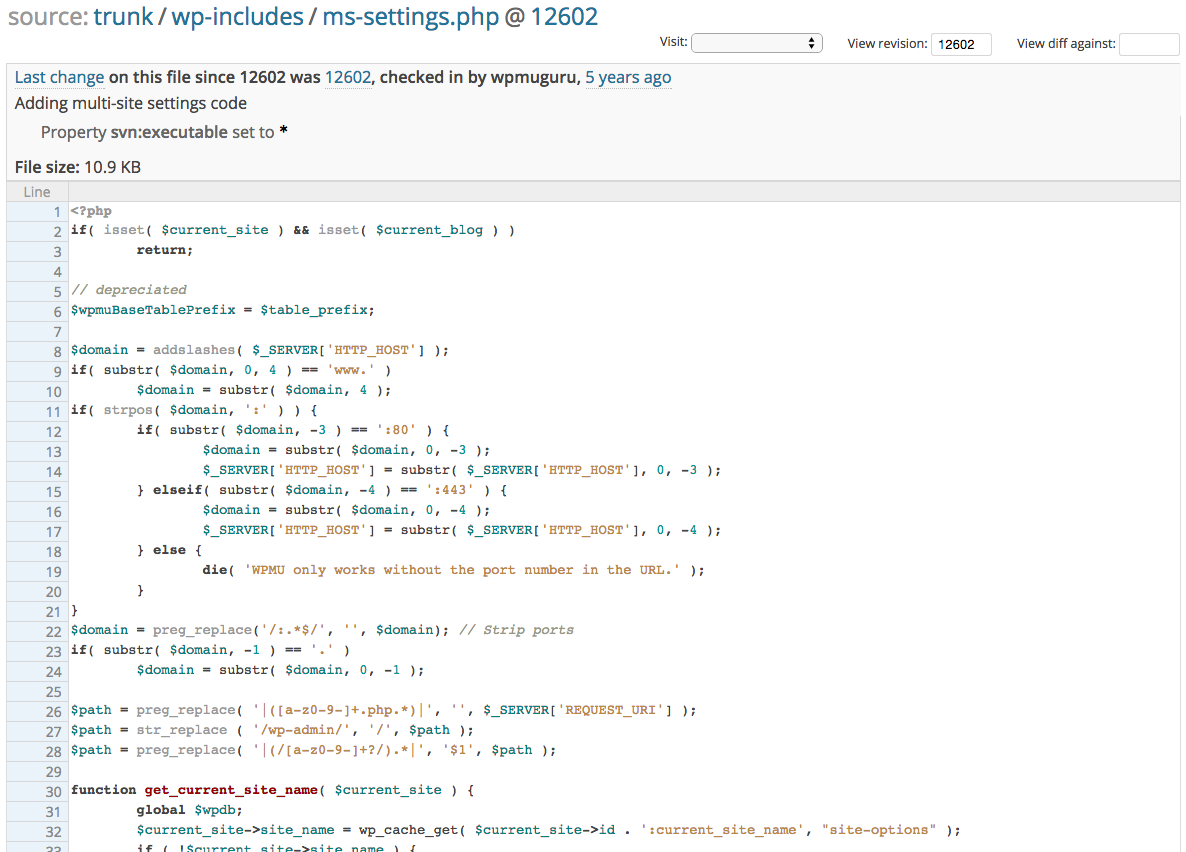 source: trunk / wp-includes / ms-settings.php @ 12602
Visit: View revision: 12602 View diff against:
Last change on this file since 12602 was 12602, checked in by wpmuguru, 5 years ago
Adding multi-site settings code
Property svn:executable set to *
File size: 10.9 KB
Line
1 <?php
2 if( isset( $current_site ) && isset( $current_blog ) )
3 return;
4
5 // depreciated
6 $wpmuBaseTablePrefix = $table_prefix;
7
8 $domain = addslashes( $_SERVER['HTTP_HOST'] );
9 if( substr( $domain, 0, 4 ) == 'www.' )
10 $domain = substr( $domain, 4 );
11 if( strpos( $domain, ':' ) ) {
12 if( substr( $domain, -3 ) == ':80' ) {
13 $domain = substr( $domain, 0, -3 );
14 $_SERVER['HTTP_HOST'] = substr( $_SERVER['HTTP_HOST'], 0, -3 );
15 } elseif( substr( $domain, -4 ) == ':443' ) {
16 $domain = substr( $domain, 0, -4 );
17 $_SERVER['HTTP_HOST'] = substr( $_SERVER['HTTP_HOST'], 0, -4 );
18 } else {
19 die( 'WPMU only works without the port number in the URL.' );
20 }
21 }
22 $domain = preg_replace('/:.*$/', '', $domain); // Strip ports
23 if( substr( $domain, -1 ) == '.' )
24 $domain = substr( $domain, 0, -1 );
25
26 $path = preg_replace( '|([a-z0-9-]+.php.*)|', '', $_SERVER['REQUEST_URI'] );
27 $path = str_replace ( '/wp-admin/', '/', $path );
28 $path = preg_replace( '|(/[a-z0-9-]+?/).*|', '$1', $path );
29
30 function get_current_site_name( $current_site ) {
31 global $wpdb;
32 $current_site->site_name = wp_cache_get( $current_site->id . ':current_site_name', "site-options" );
33 if ( !$current_site->site_name ) {